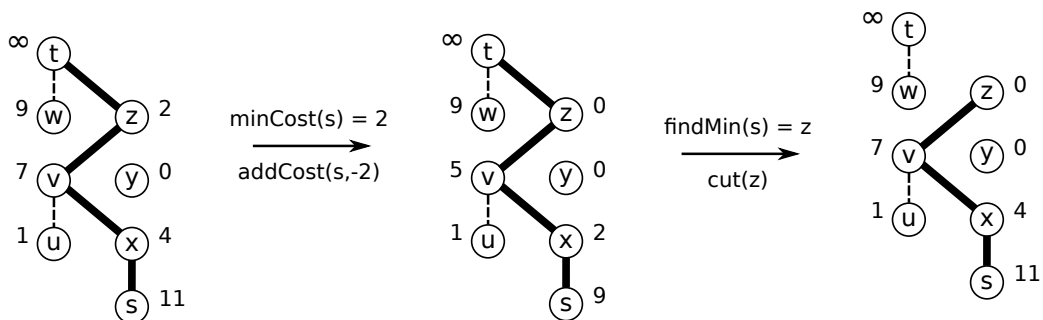 ∞ t
9 w z 2
7 v y 0
1 u x 4
s 11
minCost(s) = 2
addCost(s,-2)
∞ t
9 w z 0
5 v y 0
1 u x 2
s 9
findMin(s) = z
cut(z)
∞ t
9 w z 0
7 v y 0
1 u x 4
s 11